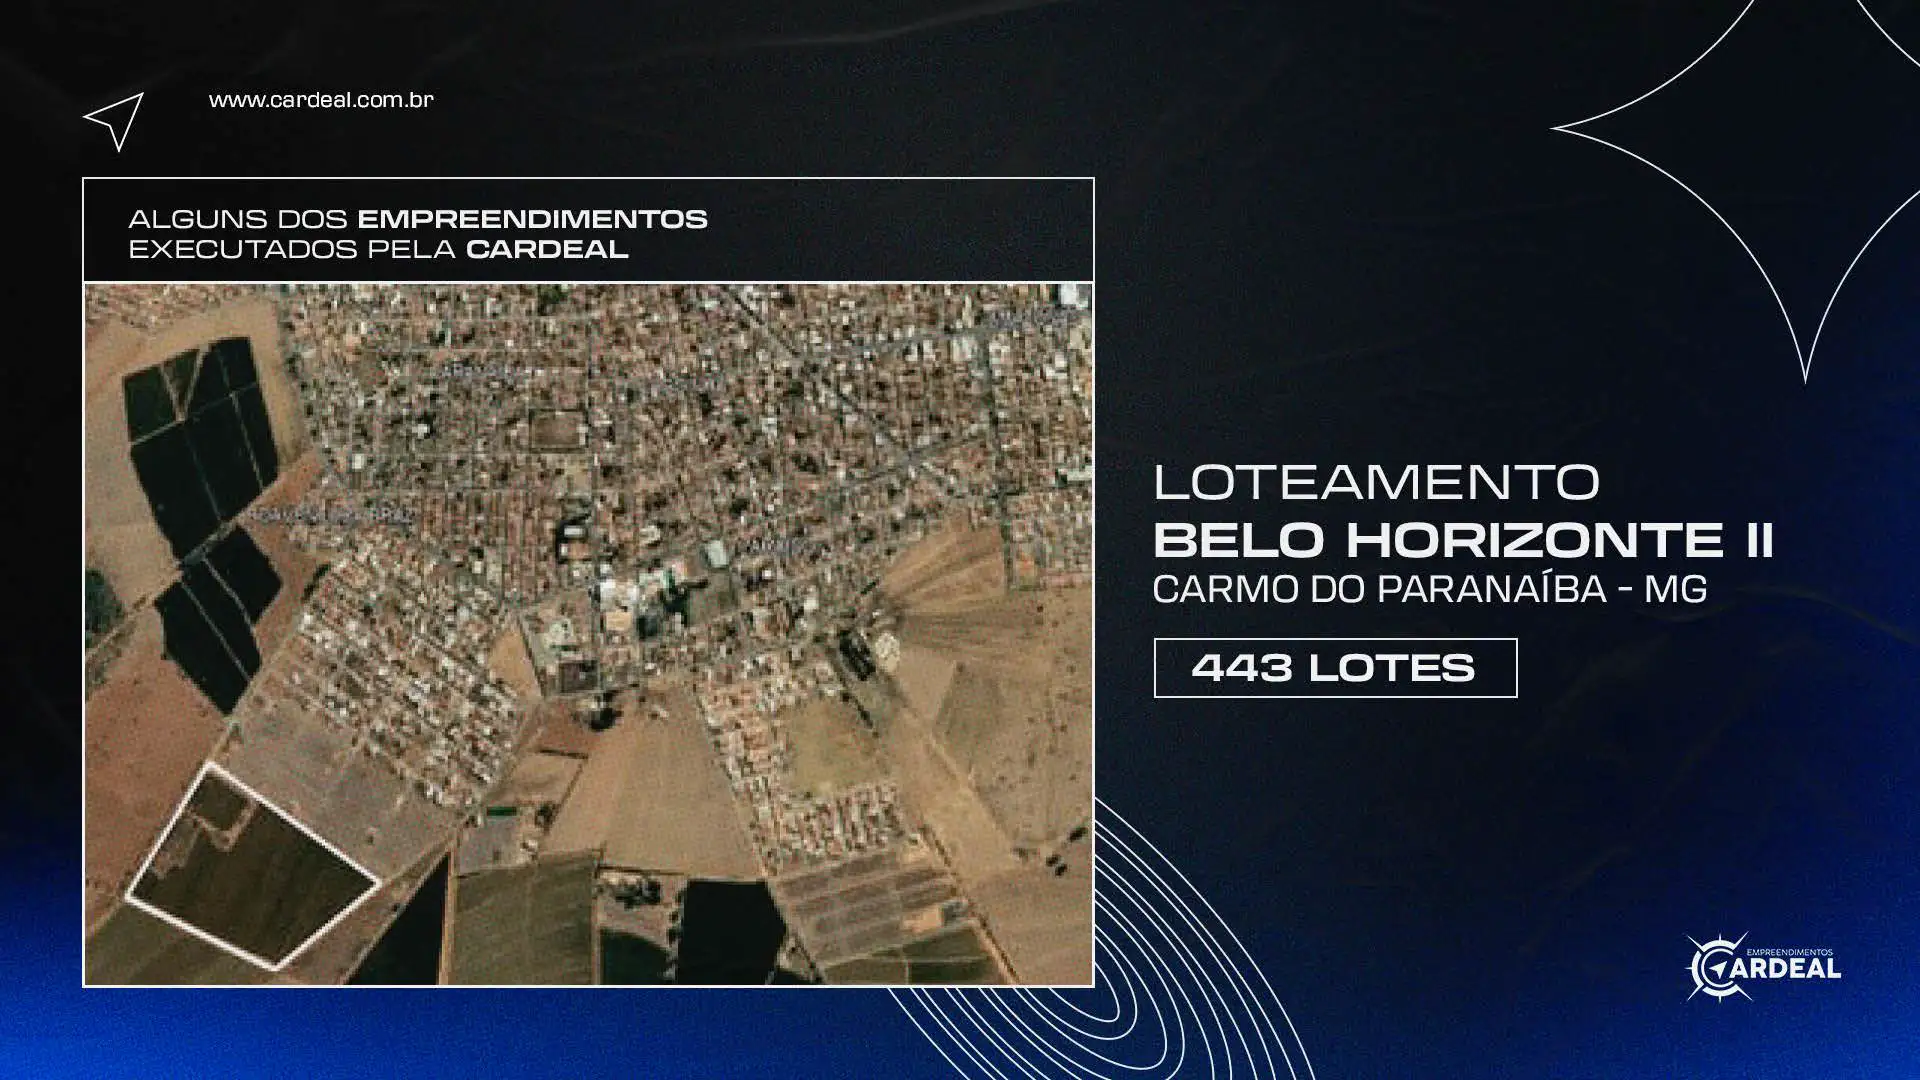 www.cardeal.com.br
ALGUNS DOS EMPREENDIMENTOS
EXECUTADOS PELA CARDEAL
LOTEAMENTO
BELO HORIZONTE II
CARMO DO PARANAÍBA - MG
443 LOTES
EMPREENDIMENTOS
CARDEAL